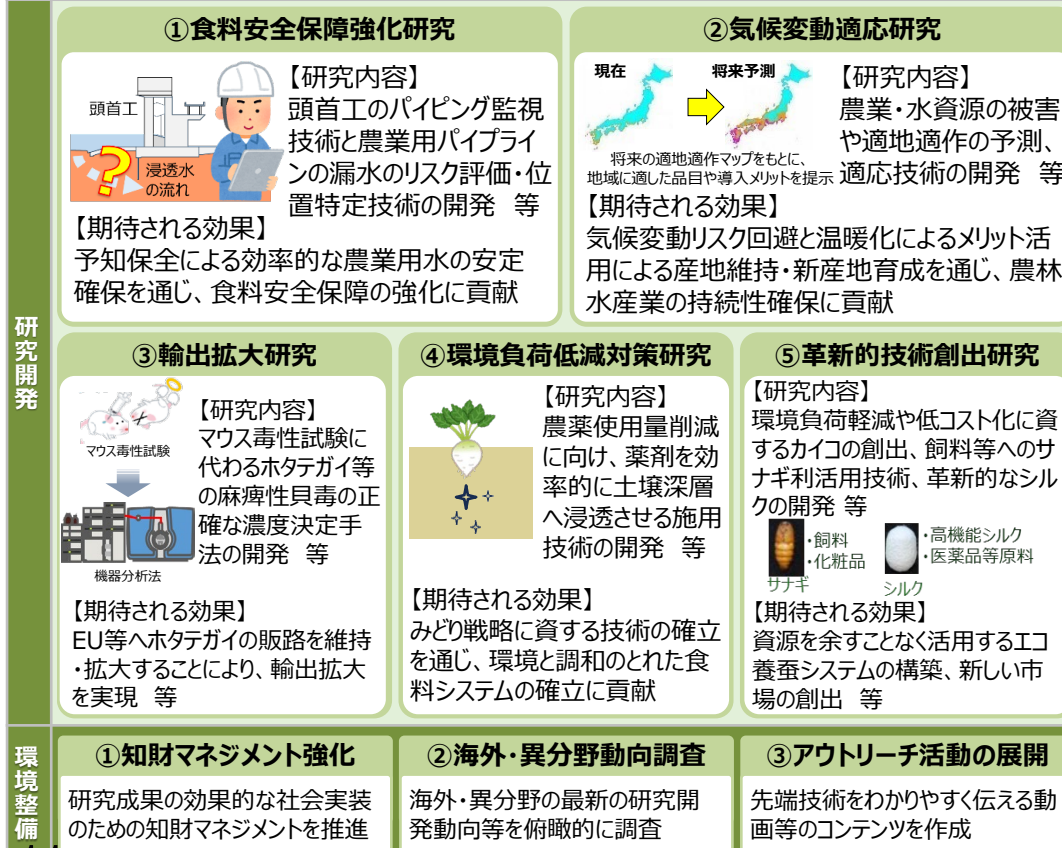 研究開発
①食料安全保障強化研究
頭首工
浸透水
の流れ
【研究内容】
頭首工のパイピング監視
技術と農業用パイプライ
ンの漏水のリスク評価・位
置特定技術の開発 等
【期待される効果】
予知保全による効率的な農業用水の安定
確保を通じ、食料安全保障の強化に貢献
②気候変動適応研究
現在
将来予測
将来の適地適作マップをもとに、
地域に適した品目や導入メリットを提示
【研究内容】
農業・水資源の被害
や適地適作の予測、
適応技術の開発 等
【期待される効果】
気候変動リスク回避と温暖化によるメリット活
用による産地維持・新産地育成を通じ、農林
水産業の持続性確保に貢献
③輸出拡大研究
マウス毒性試験
機器分析法
【研究内容】
マウス毒性試験に
代わるホタテガイ等
の麻痺性貝毒の正
確な濃度決定手
法の開発 等
【期待される効果】
EU等へホタテガイの販路を維持
・拡大することにより、輸出拡大
を実現 等
④環境負荷低減対策研究
【研究内容】
農薬使用量削減
に向け、薬剤を効
率的に土壌深層
へ浸透させる施用
技術の開発 等
【期待される効果】
みどり戦略に資する技術の確立
を通じ、環境と調和のとれた食
料システムの確立に貢献
⑤革新的技術創出研究
【研究内容】
環境負荷軽減や低コスト化に資
するカイコの創出、飼料等へのサ
ナギ利活用技術、革新的なシル
クの開発 等
・飼料
・化粧品
サナギ
・高機能シルク
・医薬品等原料
シルク
【期待される効果】
資源を余すことなく活用するエコ
養蚕システムの構築、新しい市
場の創出 等
環境整備
①知財マネジメント強化
研究成果の効果的な社会実装
のための知財マネジメントを推進
②海外・異分野動向調査
海外・異分野の最新の研究開
発動向等を俯瞰的に調査
③アウトリーチ活動の展開
先端技術をわかりやすく伝える動
画等のコンテンツを作成